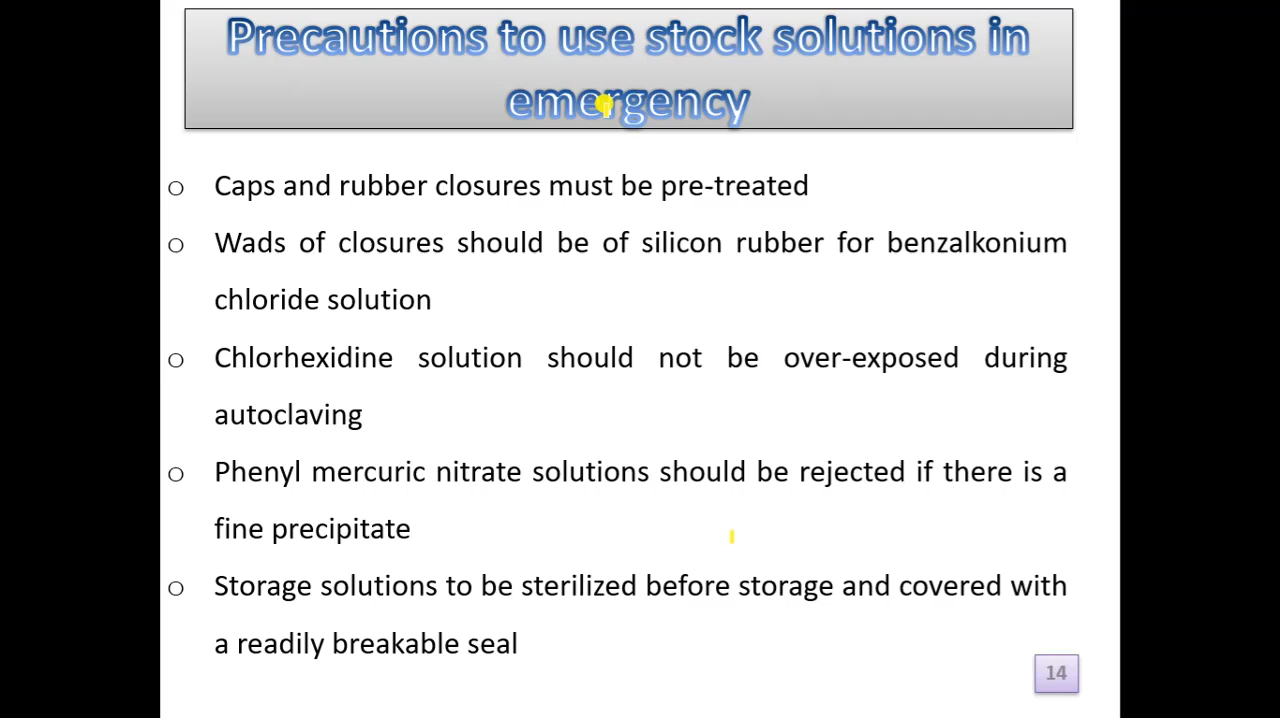 Precautions to use stock solutions in
emergency
o Caps and rubber closures must be pre-treated
o Wads of closures should be of silicon rubber for benzalkonium
chloride solution
o Chlorhexidine solution should not be over-exposed during
autoclaving
o Phenyl mercuric nitrate solutions should be rejected if there is a
fine precipitate
o Storage solutions to be sterilized before storage and covered with
a readily breakable seal
14